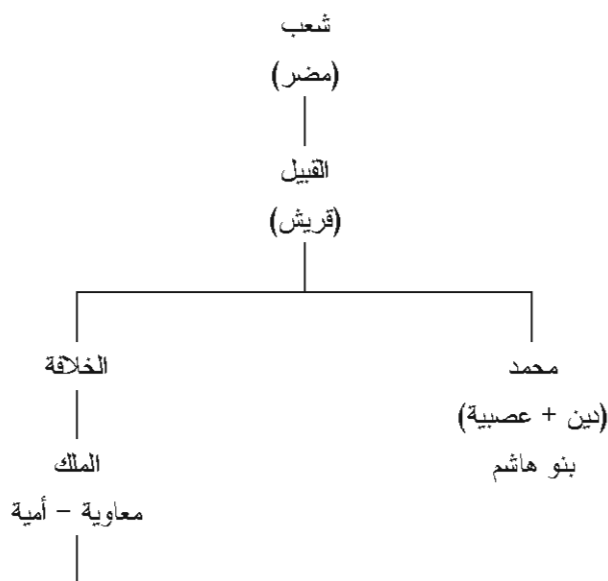 شعب
(مضر)
القبيل
(قريش)
محمد
(دين + عصبية)
بنو هاشم
الخلافة
الملك
معاوية – أمية